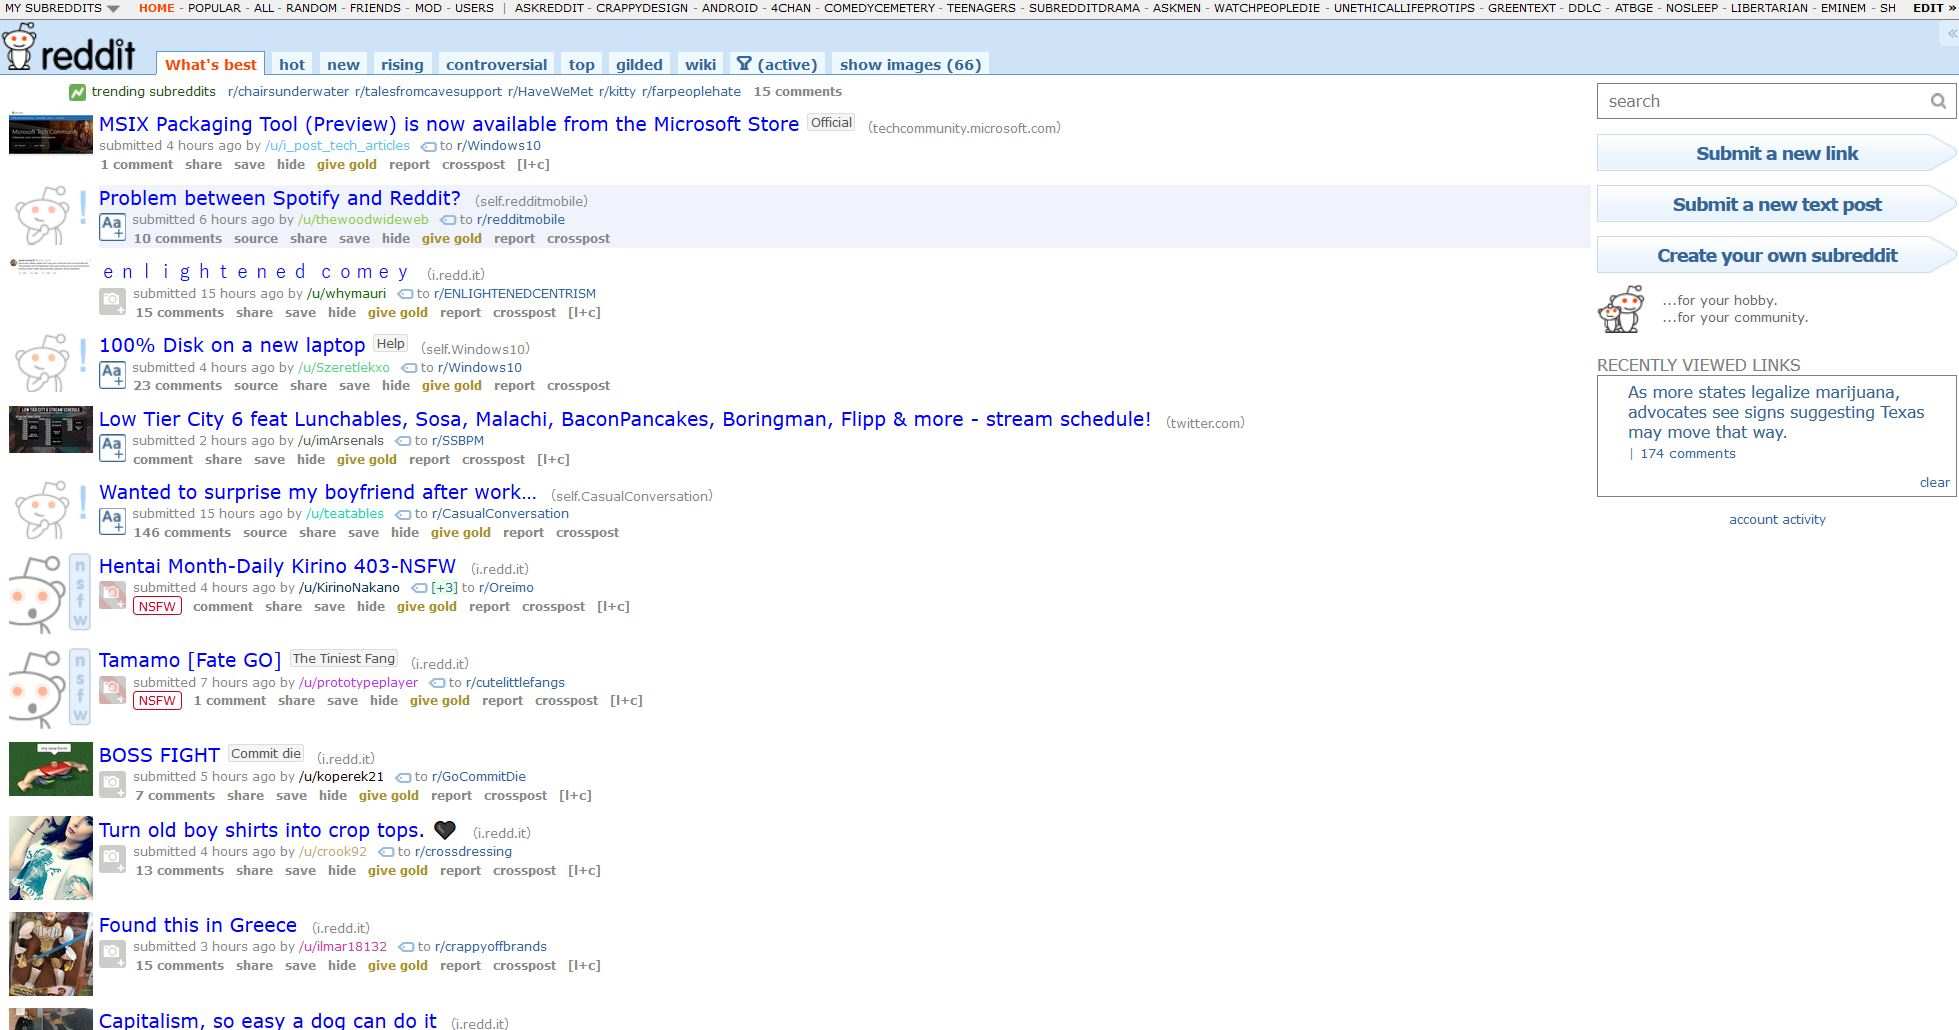 MY SUBREDDITS HOME - POPULAR - ALL - RANDOM - FRIENDS - MOD - USERS | ASKREDDIT - CRAPPYDESIGN - ANDROID - 4CHAN - COMEDYCEMETERY - TEENAGERS - SUBREDDITDRAMA - ASKMEN - WATCHPEOPLEDIE - UNETHICALLIFEPROTIPS - GREENTEXT - DDLC - ATBGE - NOSLEEP - LIBERTARIAN - EMINEM - SH EDIT »
reddit What's best hot new rising controversial top gilded wiki (active) show images (66)
trending subreddits r/chairsunderwater r/talesfromcavesupport r/HaveWeMet r/kitty r/farpeoplehate 15 comments
MSIX Packaging Tool (Preview) is now available from the Microsoft Store Official (techcommunity.microsoft.com)
submitted 4 hours ago by /u/i_post_tech_articles to r/Windows10
1 comment share save hide give gold report crosspost [l+c]
Problem between Spotify and Reddit? (self.redditmobile)
Aa+ submitted 6 hours ago by /u/thewoodwideweb to r/redditmobile
10 comments source share save hide give gold report crosspost
e n l i g h t e n e d c o m e y (i.redd.it)
submitted 15 hours ago by /u/whymauri to r/ENLIGHTENEDCENTRISM
15 comments share save hide give gold report crosspost [l+c]
100% Disk on a new laptop Help (self.Windows10)
Aa+ submitted 4 hours ago by /u/Szeretlekxo to r/Windows10
23 comments source share save hide give gold report crosspost
Low Tier City 6 feat Lunchables, Sosa, Malachi, BaconPancakes, Boringman, Flipp & more - stream schedule! (twitter.com)
Aa+ submitted 2 hours ago by /u/imArsenals to r/SSBPM
comment share save hide give gold report crosspost [l+c]
Wanted to surprise my boyfriend after work... (self.CasualConversation)
Aa+ submitted 15 hours ago by /u/teatables to r/CasualConversation
146 comments source share save hide give gold report crosspost
nsfw
Hentai Month-Daily Kirino 403-NSFW (i.redd.it)
submitted 4 hours ago by /u/KirinoNakano [+3] to r/Oreimo
NSFW comment share save hide give gold report crosspost [l+c]
nsfw
Tamamo [Fate GO] The Tiniest Fang (i.redd.it)
submitted 7 hours ago by /u/prototypeplayer to r/cutelittlefangs
NSFW 1 comment share save hide give gold report crosspost [l+c]
BOSS FIGHT Commit die (i.redd.it)
submitted 5 hours ago by /u/koperek21 to r/GoCommitDie
7 comments share save hide give gold report crosspost [l+c]
Turn old boy shirts into crop tops. 🖤 (i.redd.it)
submitted 4 hours ago by /u/crook92 to r/crossdressing
13 comments share save hide give gold report crosspost [l+c]
Found this in Greece (i.redd.it)
submitted 3 hours ago by /u/ilmar18132 to r/crappyoffbrands
15 comments share save hide give gold report crosspost [l+c]
Capitalism, so easy a dog can do it (i.redd.it)
«
search
Submit a new link
Submit a new text post
Create your own subreddit
...for your hobby.
...for your community.
RECENTLY VIEWED LINKS
As more states legalize marijuana,
advocates see signs suggesting Texas
may move that way.
| 174 comments
clear
account activity